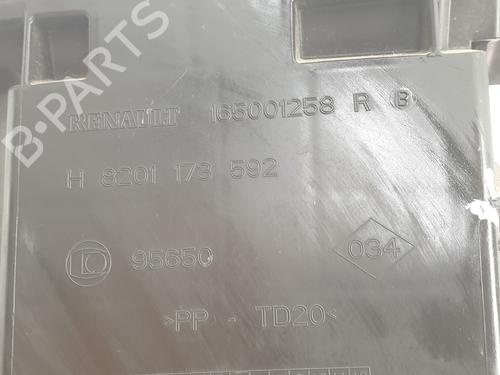 B-PARTS
RENAULT 165001258 R B
H 8201 173 592
95650 034
>PP - TD20<